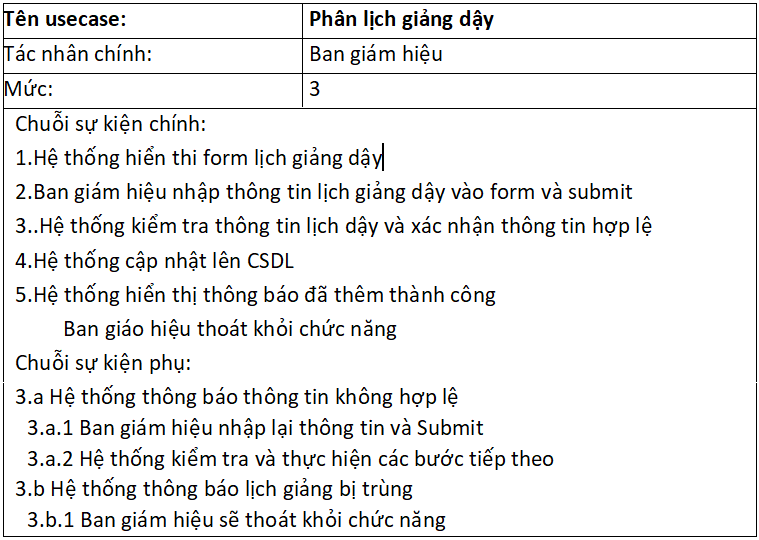 Tên usecase: Phân lịch giảng dậy
Tác nhân chính: Ban giám hiệu
Mức: 3
Chuỗi sự kiện chính:
1.Hệ thống hiển thi form lịch giảng dậy
2.Ban giám hiệu nhập thông tin lịch giảng dậy vào form và submit
3..Hệ thống kiểm tra thông tin lịch dậy và xác nhận thông tin hợp lệ
4.Hệ thống cập nhật lên CSDL
5.Hệ thống hiển thị thông báo đã thêm thành công
Ban giáo hiệu thoát khỏi chức năng
Chuỗi sự kiện phụ:
3.a Hệ thống thông báo thông tin không hợp lệ
3.a.1 Ban giám hiệu nhập lại thông tin và Submit
3.a.2 Hệ thống kiểm tra và thực hiện các bước tiếp theo
3.b Hệ thống thông báo lịch giảng bị trùng
3.b.1 Ban giám hiệu sẽ thoát khỏi chức năng